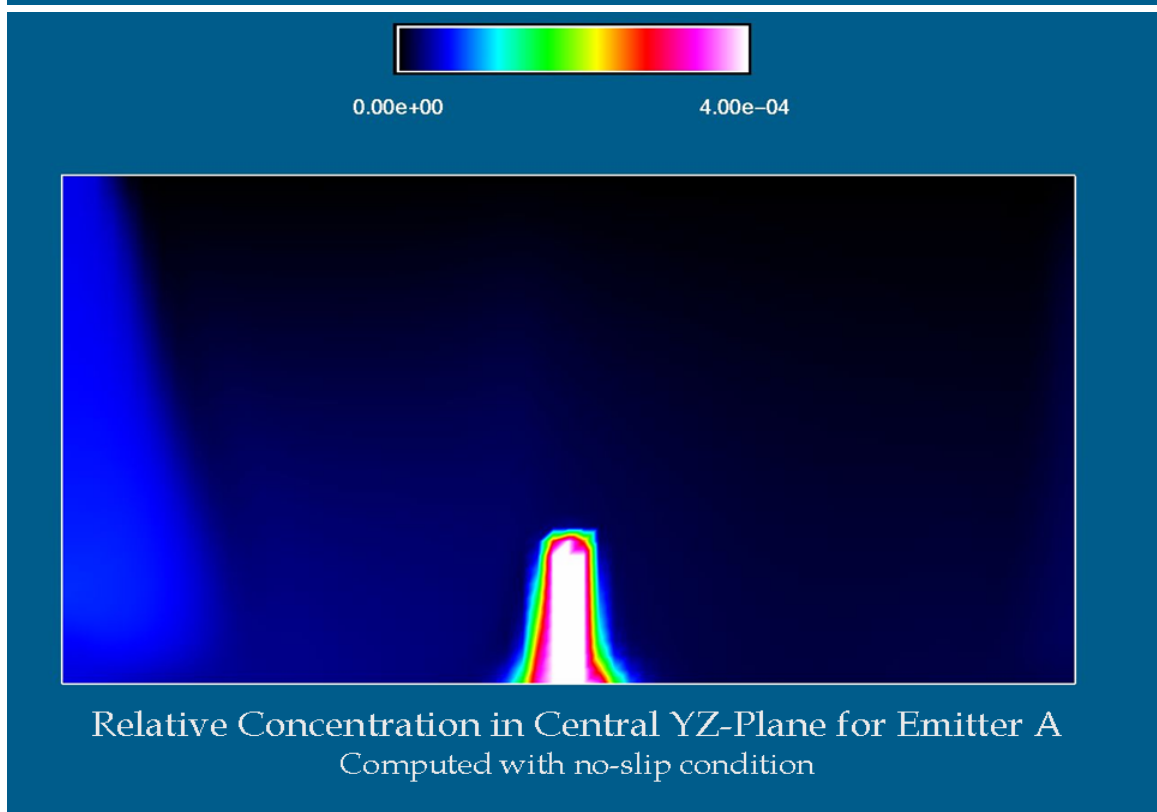 0.00e+00 4.00e−04
Relative Concentration in Central YZ-Plane for Emitter A
Computed with no-slip condition